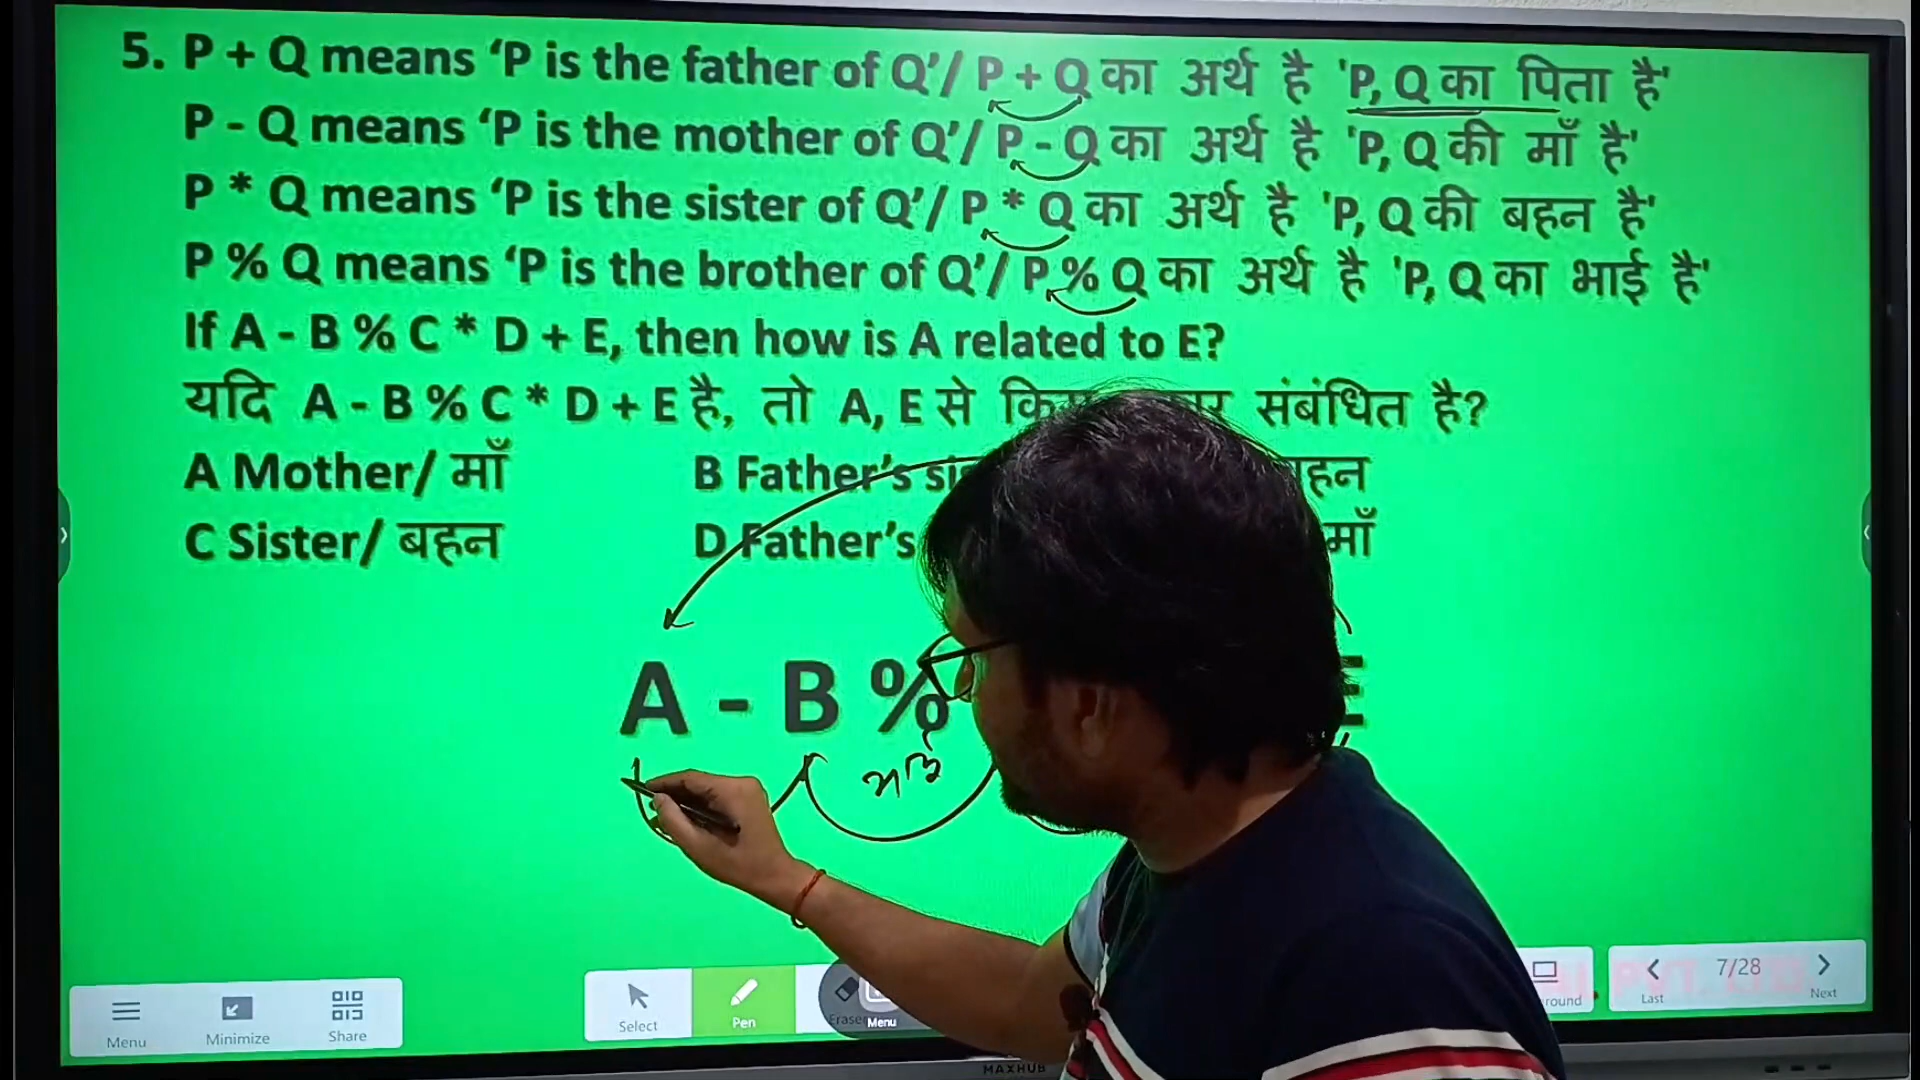 5. P + Q means ‘P is the father of Q’/ P + Q का अर्थ है 'P, Q का पिता है'
P - Q means ‘P is the mother of Q’/ P - Q का अर्थ है 'P, Q की माँ है'
P * Q means ‘P is the sister of Q’/ P * Q का अर्थ है 'P, Q की बहन है'
P % Q means ‘P is the brother of Q’/ P % Q का अर्थ है 'P, Q का भाई है'
If A - B % C * D + E, then how is A related to E?
यदि A - B % C * D + E है, तो A, E से संबंधित है?
A Mother/ माँ B Father’s
C Sister/ बहन D Father’s माँ
A - B % E
भाई
Menu Minimize Share Select Pen Eraser Menu Last 7/28 Next
MAXHUB